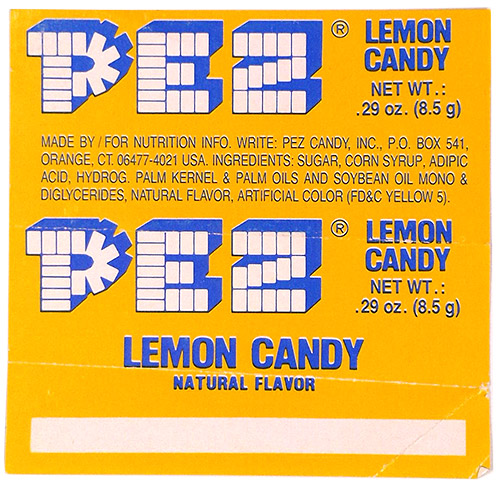 PEZ® LEMON
CANDY
NET WT.:
.29 oz. (8.5 g)
MADE BY/FOR NUTRITION INFO. WRITE: PEZ CANDY, INC., P.O. BOX 541,
ORANGE, CT. 06477-4021 USA. INGREDIENTS: SUGAR, CORN SYRUP, ADIPIC
ACID, HYDROG. PALM KERNEL & PALM OILS AND SOYBEAN OIL MONO &
DIGLYCERIDES, NATURAL FLAVOR, ARTIFICIAL COLOR (FD&C YELLOW 5).
PEZ® LEMON
CANDY
NET WT.:
.29 oz. (8.5 g)
LEMON CANDY
NATURAL FLAVOR